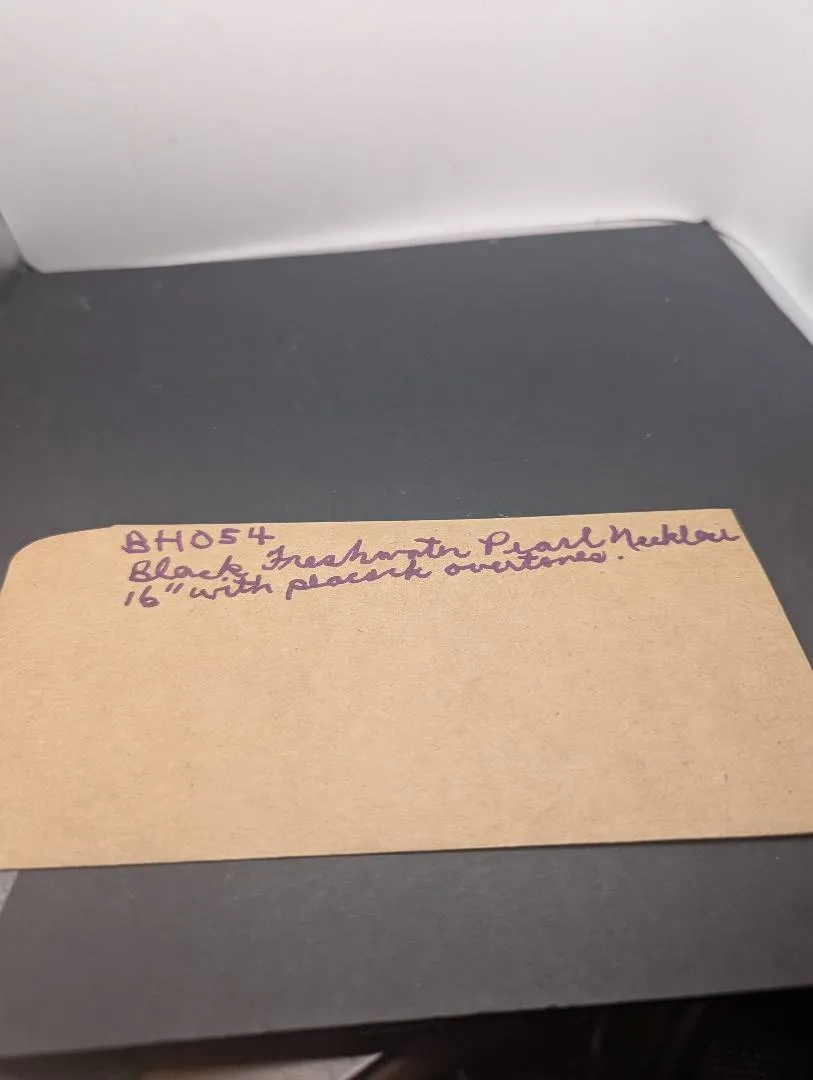 BH054
Black Freshwater Pearl Necklace
16" with peacock overtones.